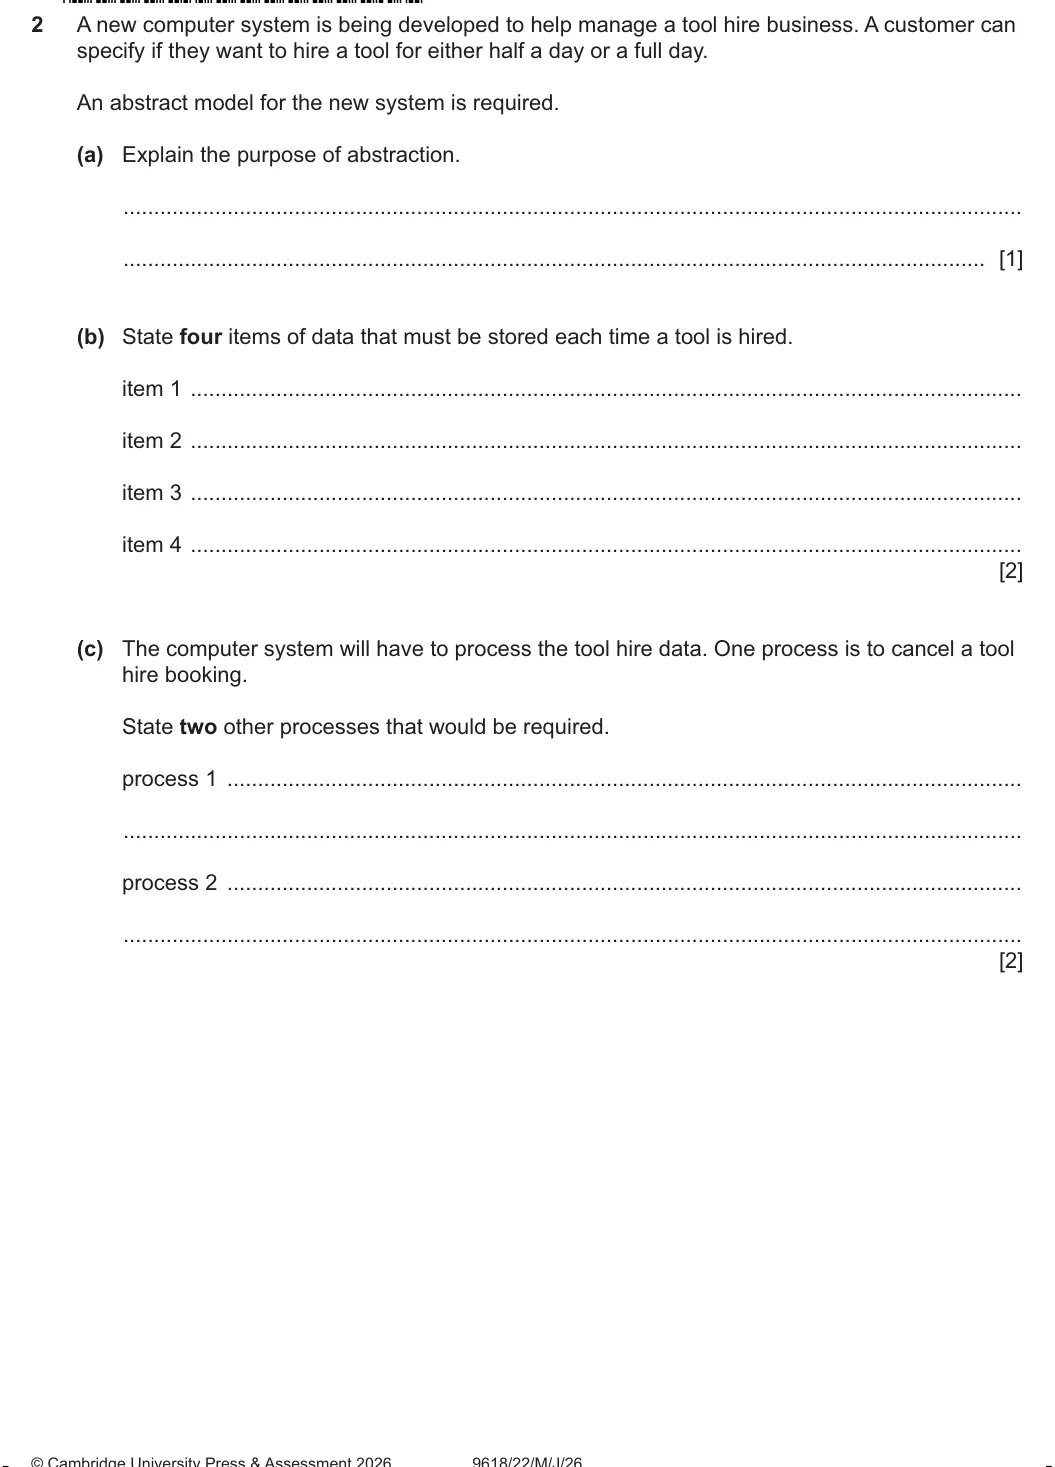 2 A new computer system is being developed to help manage a tool hire business. A customer can
specify if they want to hire a tool for either half a day or a full day.
An abstract model for the new system is required.
(a) Explain the purpose of abstraction.
..........................................................................................................................................
.......................................................................................................................................... [1]
(b) State four items of data that must be stored each time a tool is hired.
item 1 ..........................................................................................................................................
item 2 ..........................................................................................................................................
item 3 ..........................................................................................................................................
item 4 ..........................................................................................................................................
[2]
(c) The computer system will have to process the tool hire data. One process is to cancel a tool
hire booking.
State two other processes that would be required.
process 1 ..........................................................................................................................................
..........................................................................................................................................
process 2 ..........................................................................................................................................
..........................................................................................................................................
[2]
© Cambridge University Press & Assessment 2026 9618/22/M/J/26